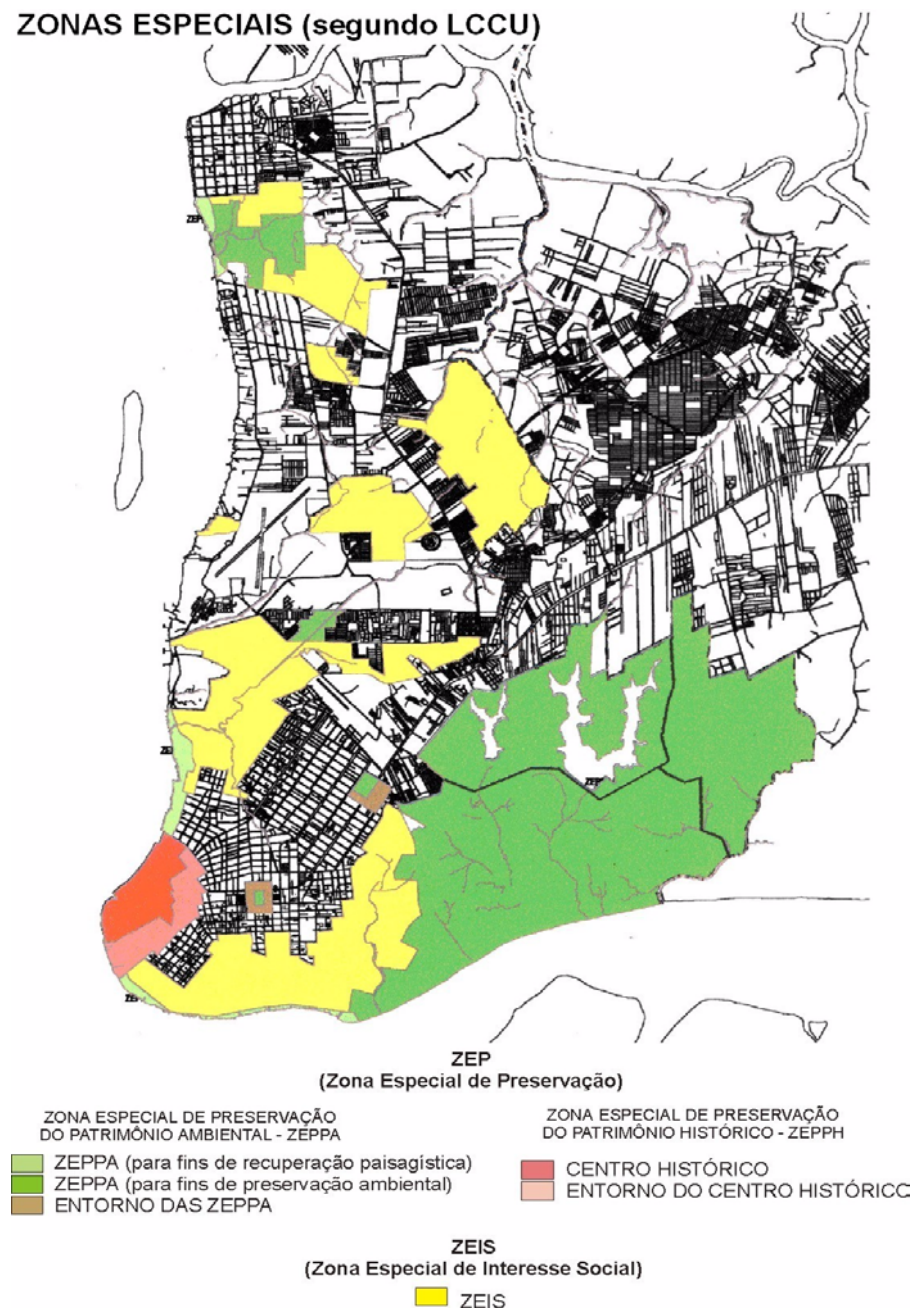 ZONAS ESPECIAIS (segundo LCCU)
ZEP
ZEP
ZEP
(Zona Especial de Preservação)
ZONA ESPECIAL DE PRESERVAÇÃO
DO PATRIMÔNIO AMBIENTAL - ZEPPA
ZEPPA (para fins de recuperação paisagística)
ZEPPA (para fins de preservação ambiental)
ENTORNO DAS ZEPPA
ZONA ESPECIAL DE PRESERVAÇÃO
DO PATRIMÔNIO HISTÓRICO - ZEPPH
CENTRO HISTÓRICO
ENTORNO DO CENTRO HISTÓRICO
ZEIS
(Zona Especial de Interesse Social)
ZEIS